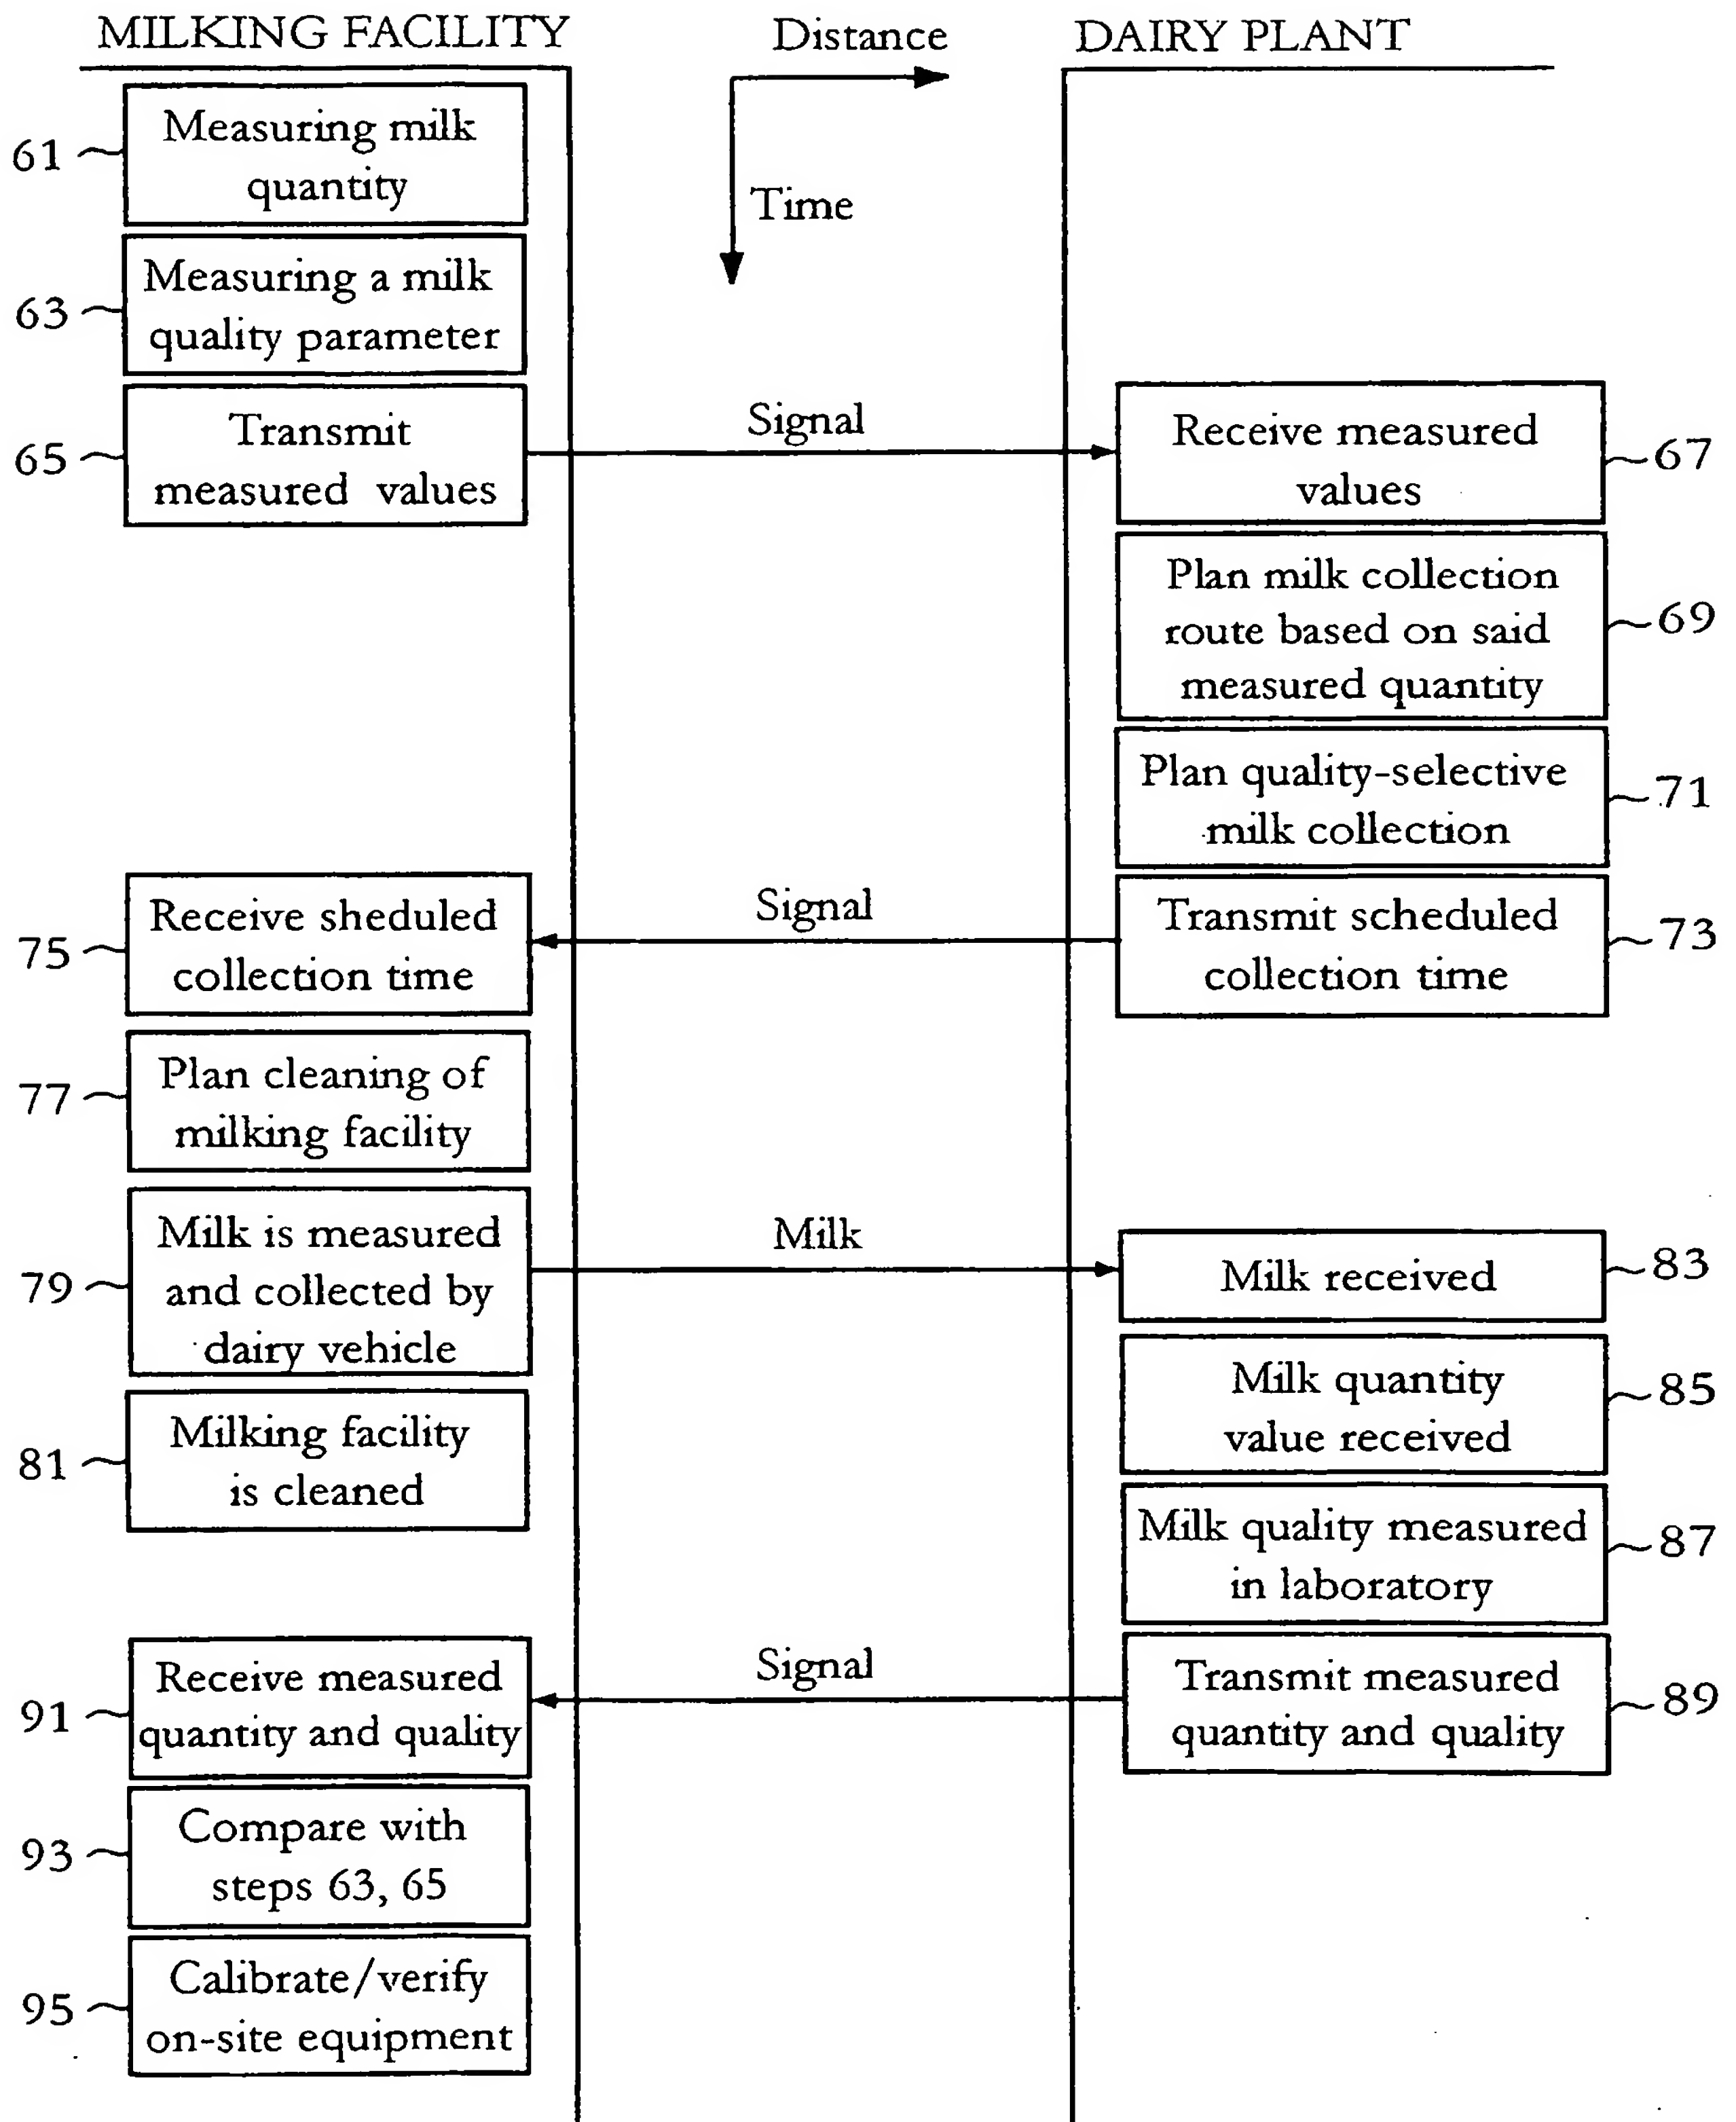 MILKING FACILITY
Distance
DAIRY PLANT
Time
61
Measuring milk
quantity
63
Measuring a milk
quality parameter
65
Transmit
measured values
Signal
Receive measured
values
67
Plan milk collection
route based on said
measured quantity
69
Plan quality-selective
milk collection
71
Transmit scheduled
collection time
73
Signal
75
Receive sheduled
collection time
77
Plan cleaning of
milking facility
79
Milk is measured
and collected by
dairy vehicle
Milk
Milk received
83
81
Milking facility
is cleaned
Milk quantity
value received
85
Milk quality measured
in laboratory
87
Transmit measured
quantity and quality
89
Signal
91
Receive measured
quantity and quality
93
Compare with
steps 63, 65
95
Calibrate/verify
on-site equipment